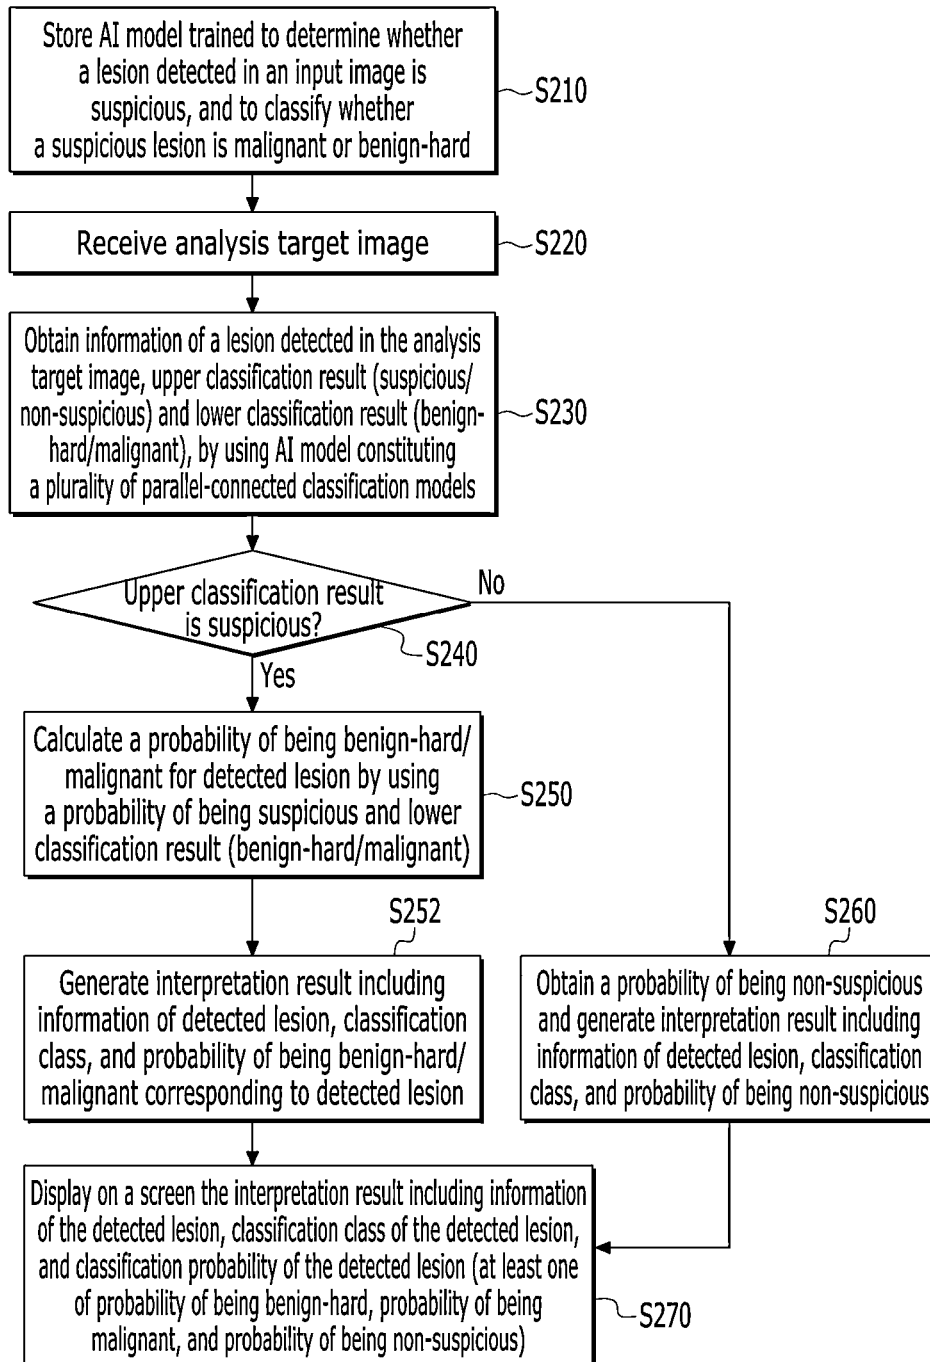 Store AI model trained to determine whether
a lesion detected in an input image is
suspicious, and to classify whether
a suspicious lesion is malignant or benign-hard
S210
Receive analysis target image
S220
Obtain information of a lesion detected in the analysis
target image, upper classification result (suspicious/
non-suspicious) and lower classification result (benign-
hard/malignant), by using AI model constituting
a plurality of parallel-connected classification models
S230
Upper classification result
is suspicious?
S240
No
Yes
Calculate a probability of being benign-hard/
malignant for detected lesion by using
a probability of being suspicious and lower
classification result (benign-hard/malignant)
S250
S252
Generate interpretation result including
information of detected lesion, classification
class, and probability of being benign-hard/
malignant corresponding to detected lesion
S260
Obtain a probability of being non-suspicious
and generate interpretation result including
information of detected lesion, classification
class, and probability of being non-suspicious
Display on a screen the interpretation result including information
of the detected lesion, classification class of the detected lesion,
and classification probability of the detected lesion (at least one
of probability of being benign-hard, probability of being
malignant, and probability of being non-suspicious)
S270